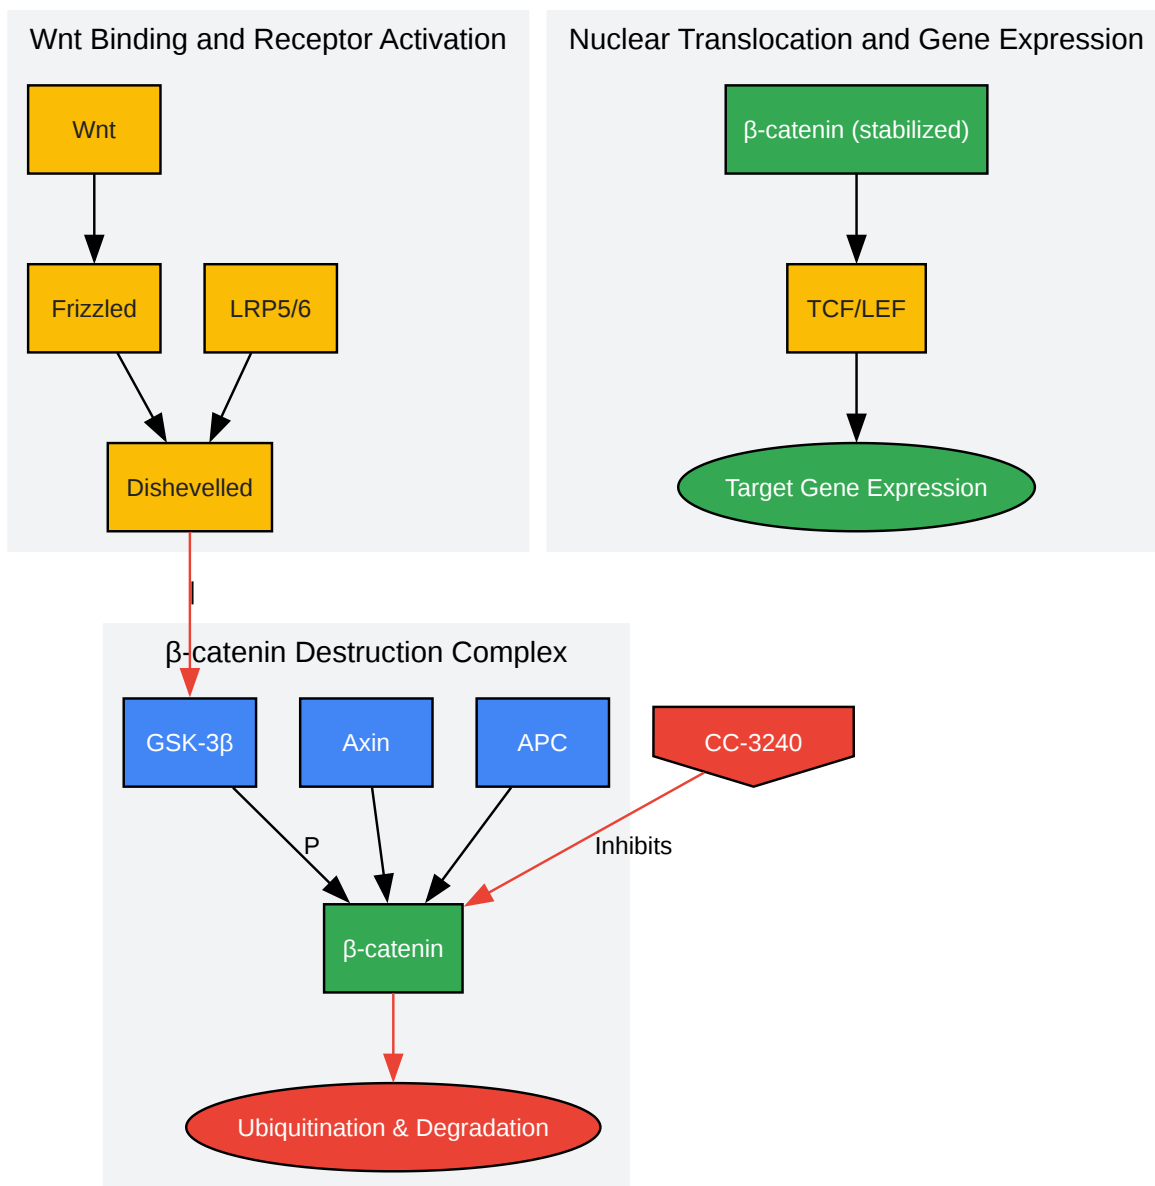 Wnt Binding and Receptor Activation
Wnt
Frizzled
LRP5/6
Dishevelled
Nuclear Translocation and Gene Expression
β-catenin (stabilized)
TCF/LEF
Target Gene Expression
|
β-catenin Destruction Complex
GSK-3β
Axin
APC
CC-3240
P
Inhibits
β-catenin
Ubiquitination & Degradation